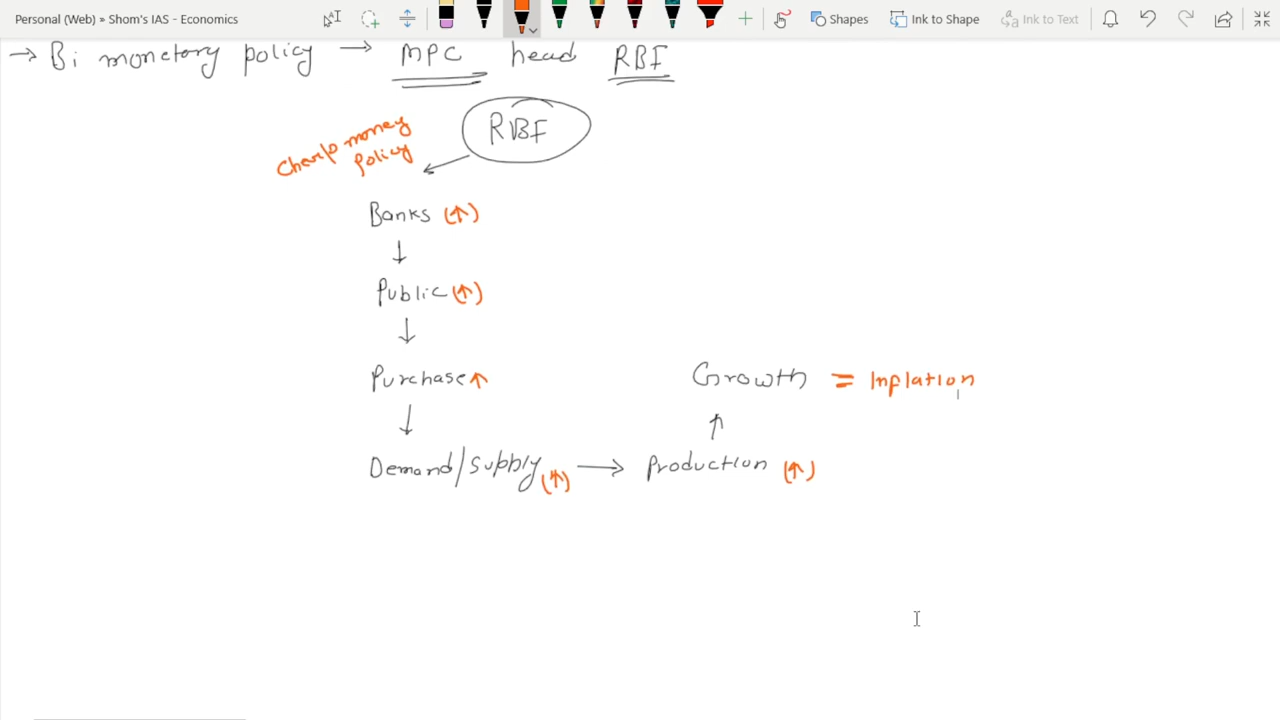 Personal (Web) » Shom's IAS - Economics
Shapes
Ink to Shape
Ink to Text
→ Bi monetory policy → MPC head RBI
RBI
Cheap money policy
Banks (↑)
↓
Public (↑)
↓
Purchase ↑
Growth = Inflation
↓
↑
Demand/Supply (↑) → Production (↑)